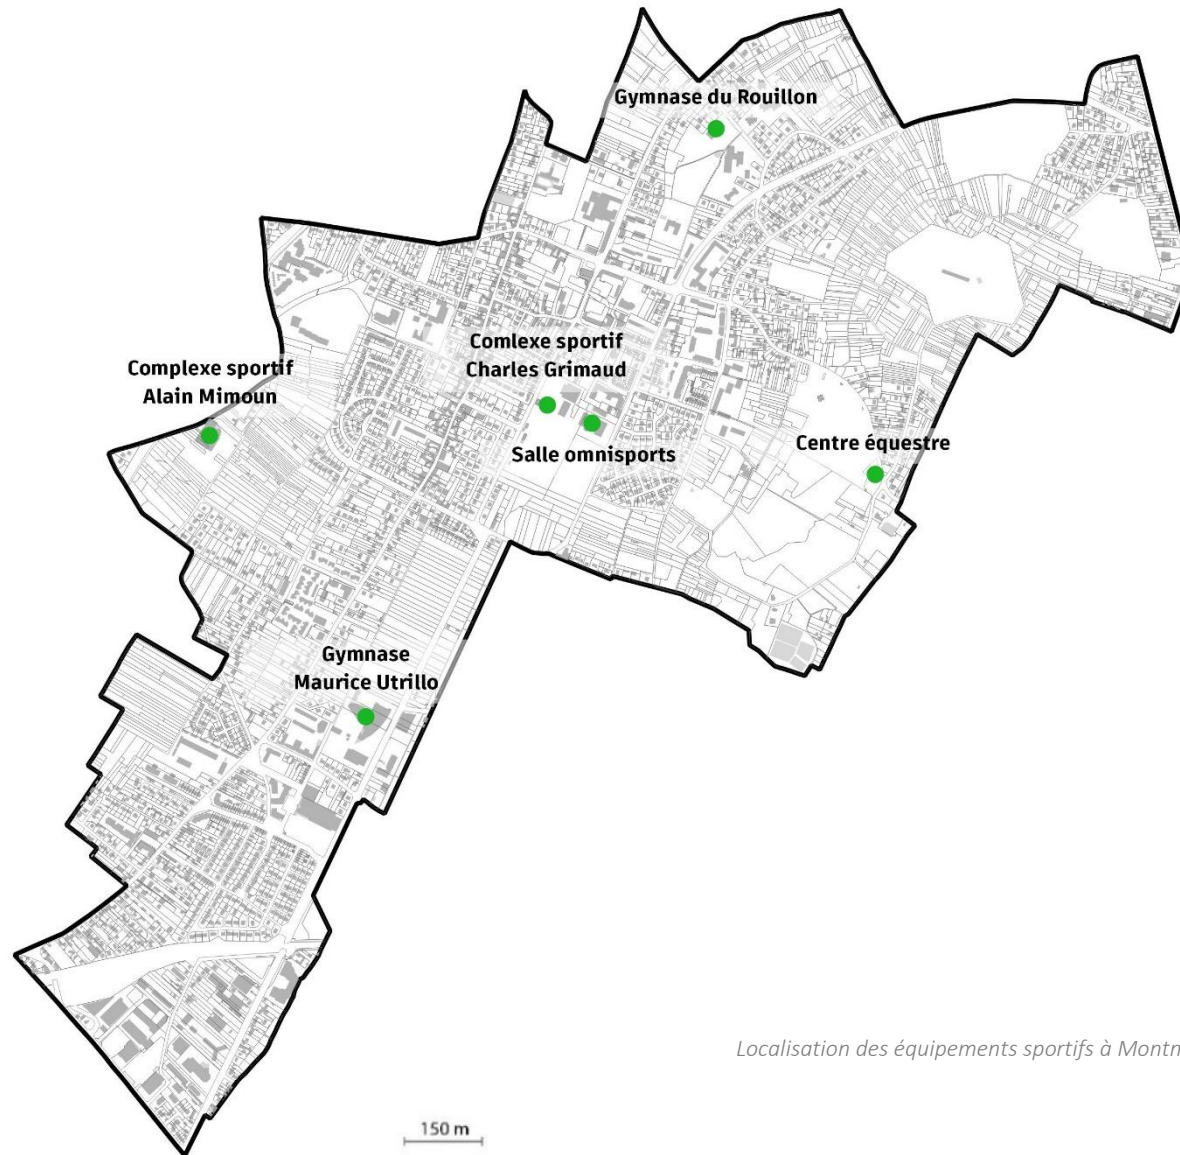 Gymnase du Rouillon
Comlexe sportif
Charles Grimaud
Complexe sportif
Alain Mimoun
Salle omnisports
Centre équestre
Gymnase
Maurice Utrillo
Localisation des équipements sportifs à Montm
150 m